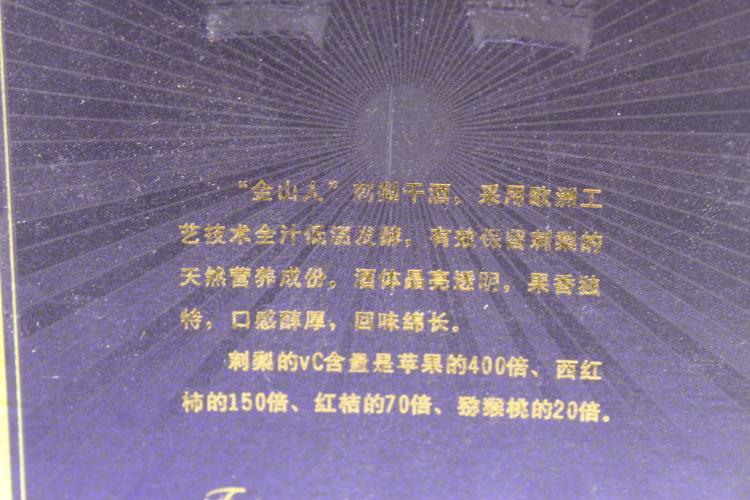 “金山人”刺梨干酒，采用欧洲工
艺技术全汁低温发酵，有效保留刺梨的
天然营养成份，酒体晶亮透明，果香独
特，口感醇厚，回味绵长。
刺梨的VC含量是苹果的400倍、西红
柿的150倍、红桔的70倍、猕猴桃的20倍。